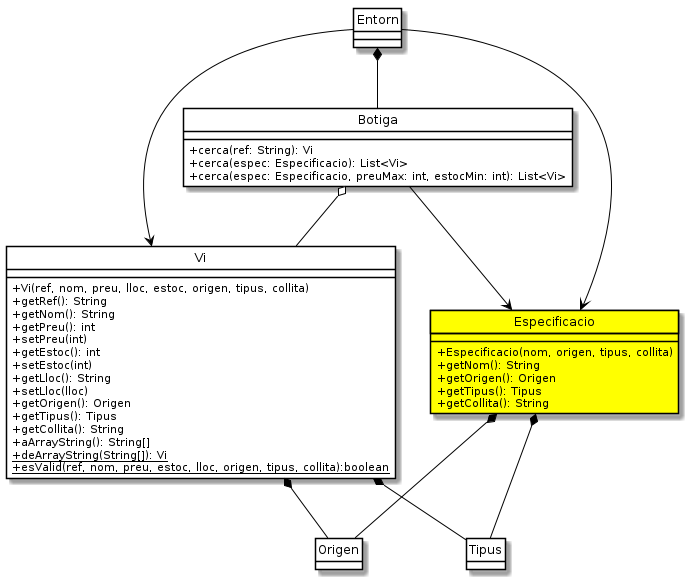 Entorn
Botiga
+cerca(ref: String): Vi
+cerca(espec: Especificacio): List<Vi>
+cerca(espec: Especificacio, preuMax: int, estocMin: int): List<Vi>
Vi
+Vi(ref, nom, preu, lloc, estoc, origen, tipus, collita)
+getRef(): String
+getNom(): String
+getPreu(): int
+setPreu(int)
+getEstoc(): int
+setEstoc(int)
+getLloc(): String
+setLloc(lloc)
+getOrigen(): Origen
+getTipus(): Tipus
+getCollita(): String
+aArrayString(): String[]
+deArrayString(String[]): Vi
+esValid(ref, nom, preu, estoc, lloc, origen, tipus, collita):boolean
Especificacio
+Especificacio(nom, origen, tipus, collita)
+getNom(): String
+getOrigen(): Origen
+getTipus(): Tipus
+getCollita(): String
Origen
Tipus